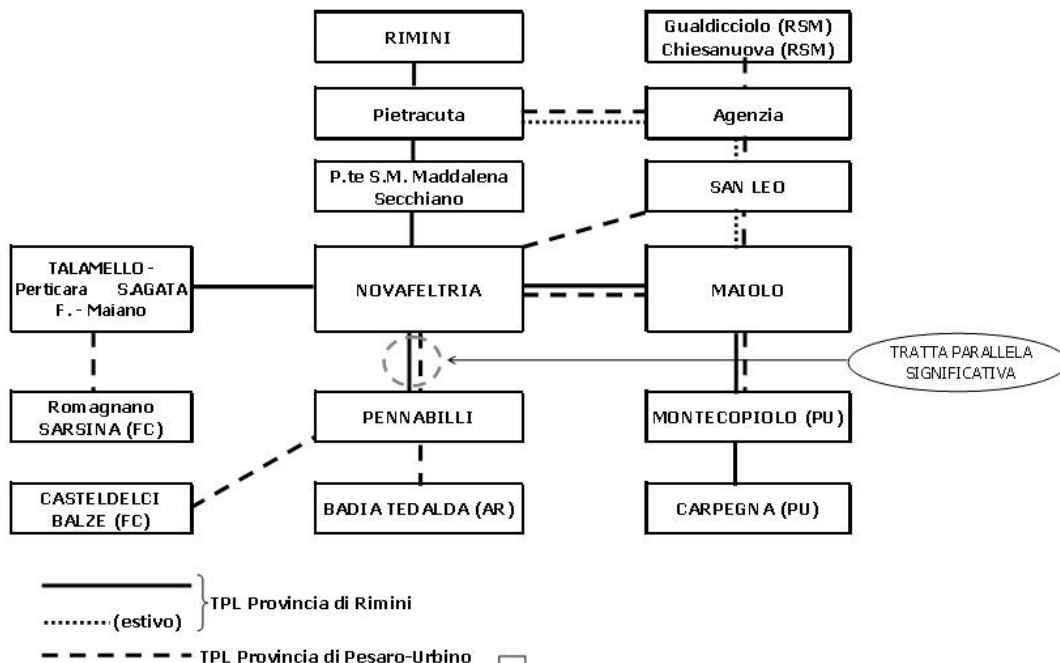 RIMINI
Gualdicciolo (RSM)
Chiesanuova (RSM)
Pietracuta
Agenzia
P.te S.M. Maddalena
Secchiano
SAN LEO
TALAMELLO -
Perticara S.AGATA
F. - Maiano
NOVAFELTRIA
MAIOLO
TRATTA PARALLELA
SIGNIFICATIVA
Romagnano
SARSINA (FC)
PENNABILLI
MONTECOPIOLO (PU)
CASTELDELCI
BALZE (FC)
BADIA TEDALDA (AR)
CARPEGNA (PU)
TPL Provincia di Rimini
(estivo)
TPL Provincia di Pesaro-Urbino